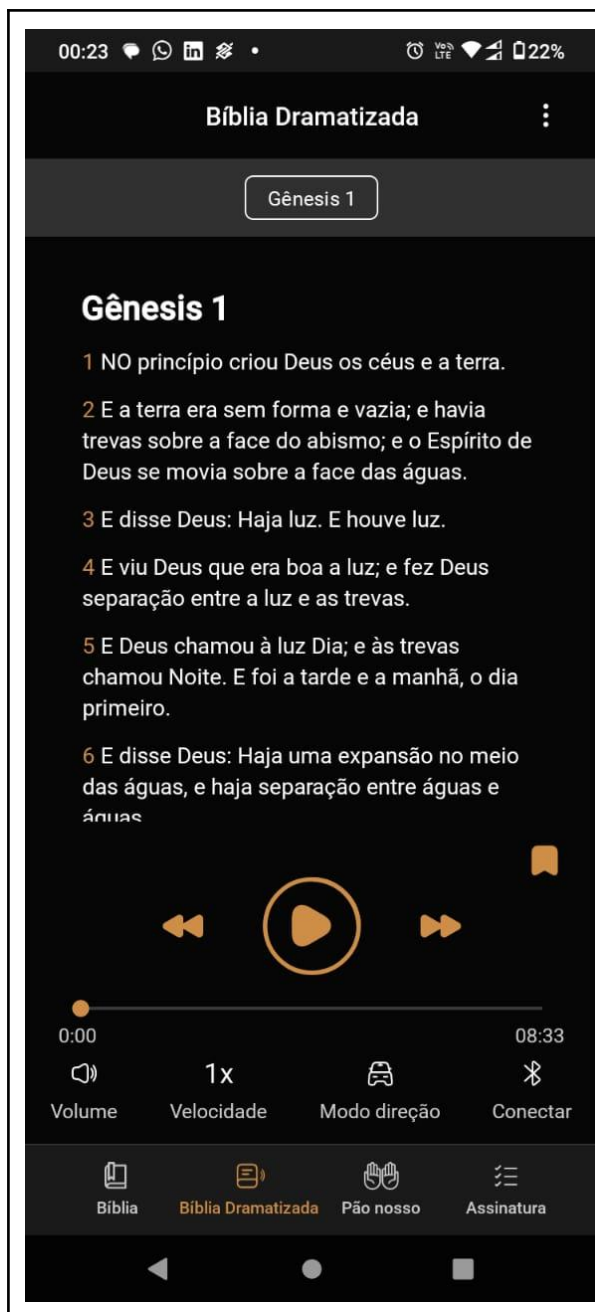 00:23 VoLTE 22%
Bíblia Dramatizada
Gênesis 1
Gênesis 1
1 NO princípio criou Deus os céus e a terra.
2 E a terra era sem forma e vazia; e havia
trevas sobre a face do abismo; e o Espírito de
Deus se movia sobre a face das águas.
3 E disse Deus: Haja luz. E houve luz.
4 E viu Deus que era boa a luz; e fez Deus
separação entre a luz e as trevas.
5 E Deus chamou à luz Dia; e às trevas
chamou Noite. E foi a tarde e a manhã, o dia
primeiro.
6 E disse Deus: Haja uma expansão no meio
das águas, e haja separação entre águas e
águas
0:00 08:33
1x
Volume Velocidade Modo direção Conectar
Bíblia Bíblia Dramatizada Pão nosso Assinatura